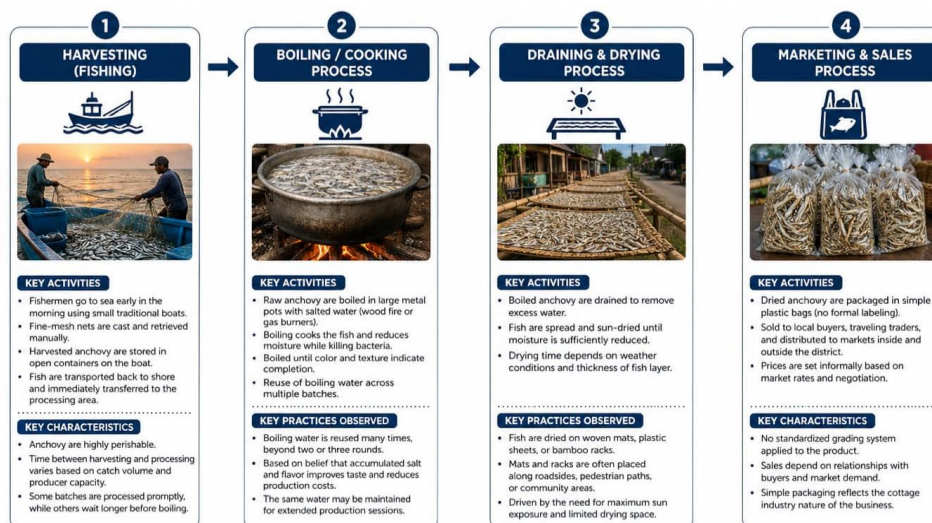 1
HARVESTING
(FISHING)
KEY ACTIVITIES
• Fishermen go to sea early in the
morning using small traditional boats.
• Fine-mesh nets are cast and retrieved
manually.
• Harvested anchovy are stored in
open containers on the boat.
• Fish are transported back to shore
and immediately transferred to the
processing area.
KEY CHARACTERISTICS
• Anchovy are highly perishable.
• Time between harvesting and processing
varies based on catch volume and
producer capacity.
• Some batches are processed promptly,
while others wait longer before boiling.
2
BOILING / COOKING
PROCESS
KEY ACTIVITIES
• Raw anchovy are boiled in large metal
pots with salted water (wood fire or
gas burners).
• Boiling cooks the fish and reduces
moisture while killing bacteria.
• Boiled until color and texture indicate
completion.
• Reuse of boiling water across
multiple batches.
KEY PRACTICES OBSERVED
• Boiling water is reused many times,
beyond two or three rounds.
• Based on belief that accumulated salt
and flavor improves taste and reduces
production costs.
• The same water may be maintained
for extended production sessions.
3
DRAINING & DRYING
PROCESS
KEY ACTIVITIES
• Boiled anchovy are drained to remove
excess water.
• Fish are spread and sun-dried until
moisture is sufficiently reduced.
• Drying time depends on weather
conditions and thickness of fish layer.
KEY PRACTICES OBSERVED
• Fish are dried on woven mats, plastic
sheets, or bamboo racks.
• Mats and racks are often placed
along roadsides, pedestrian paths,
or community areas.
• Driven by the need for maximum sun
exposure and limited drying space.
4
MARKETING & SALES
PROCESS
KEY ACTIVITIES
• Dried anchovy are packaged in simple
plastic bags (no formal labeling).
• Sold to local buyers, traveling traders,
and distributed to markets inside and
outside the district.
• Prices are set informally based on
market rates and negotiation.
KEY CHARACTERISTICS
• No standardized grading system
applied to the product.
• Sales depend on relationships with
buyers and market demand.
• Simple packaging reflects the cottage
industry nature of the business.